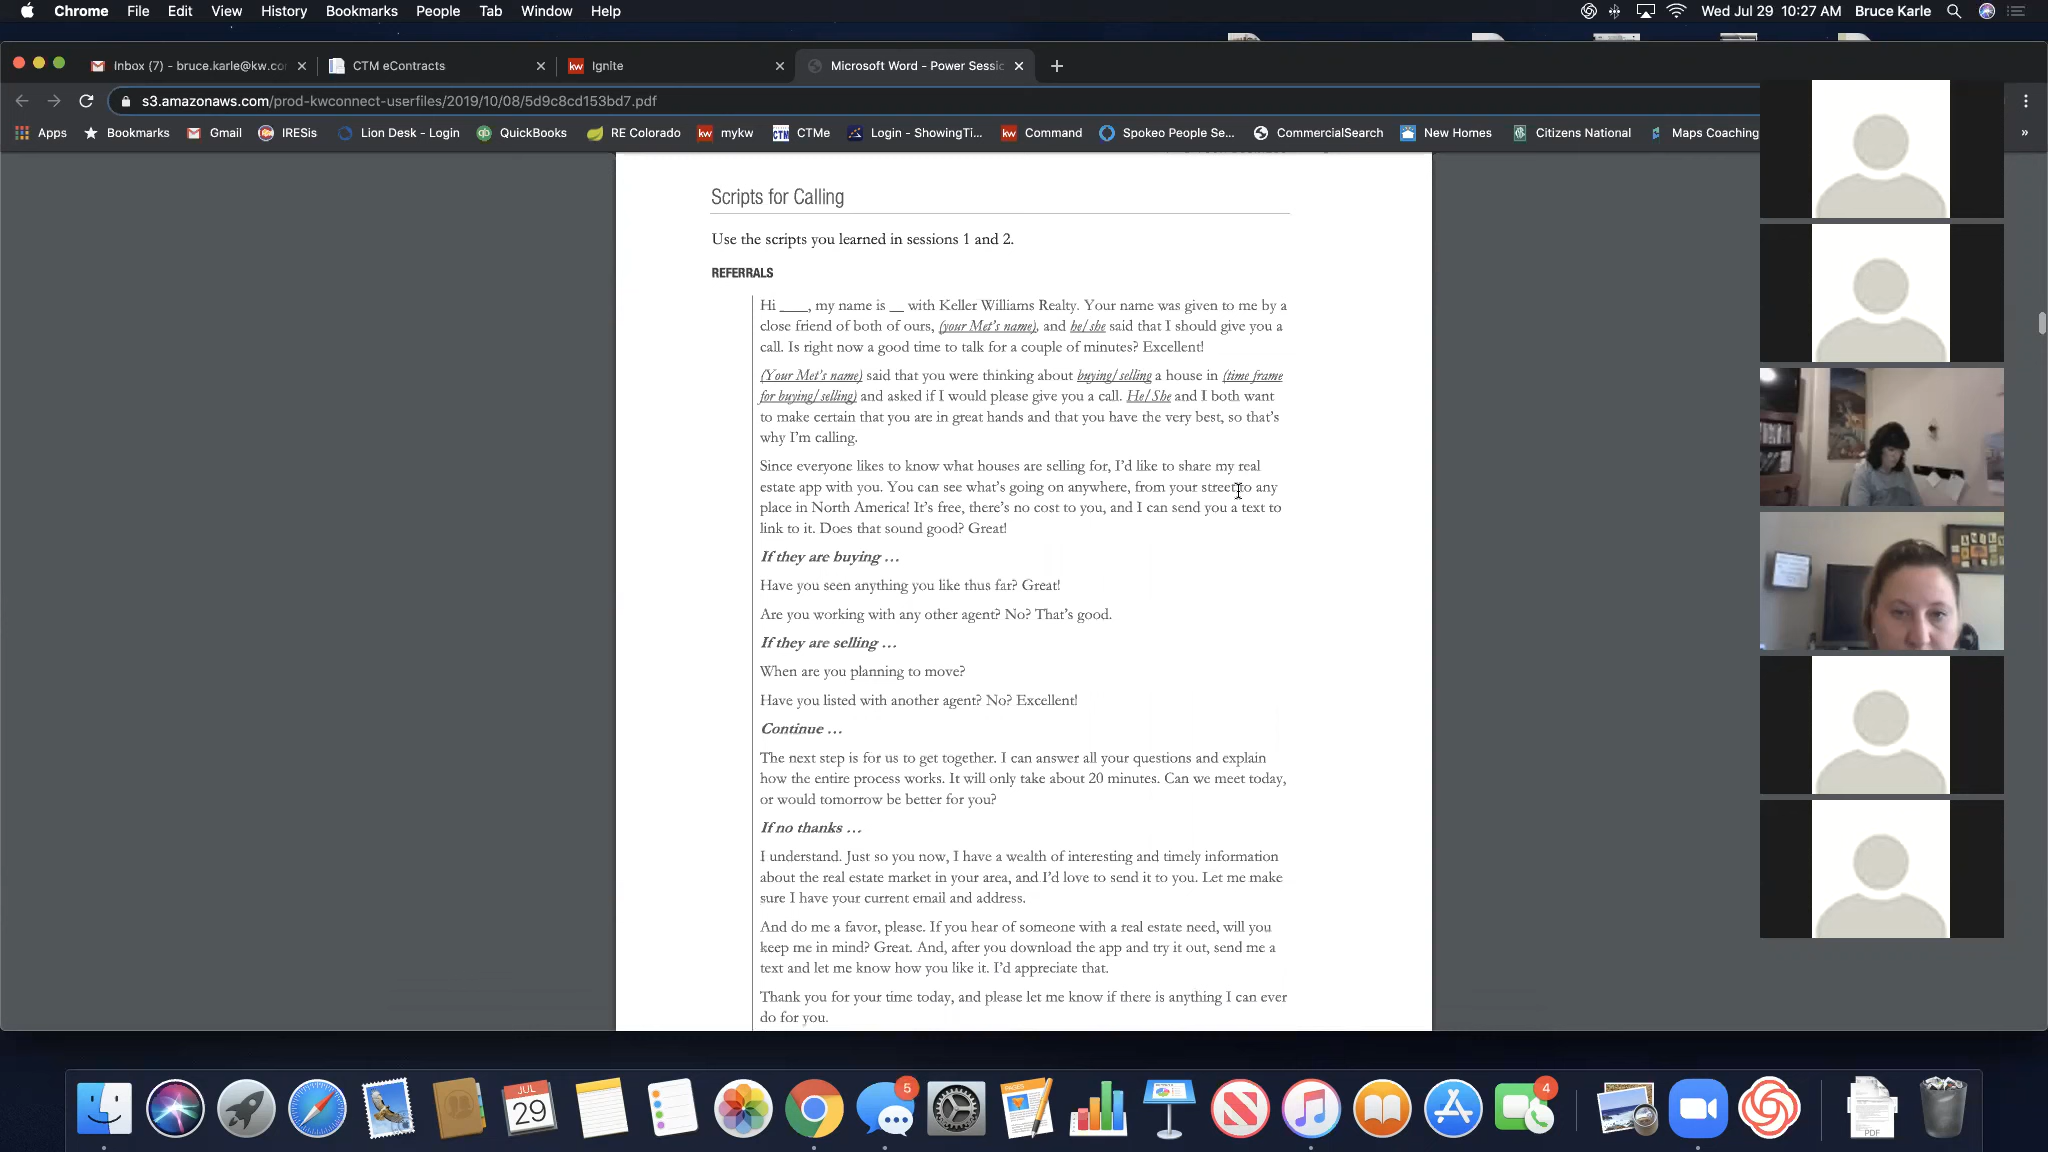 Chrome File Edit View History Bookmarks People Tab Window Help
Wed Jul 29 10:27 AM Bruce Karle
Inbox (7) - bruce.karle@kw.co
CTM eContracts
kw Ignite
Microsoft Word - Power Sessic
s3.amazonaws.com/prod-kwconnect-userfiles/2019/10/08/5d9c8cd153bd7.pdf
Apps Bookmarks Gmail IRESis Lion Desk - Login QuickBooks RE Colorado kw mykw CTM CTMe Login - ShowingTi... kw Command Spokeo People Se... CommercialSearch New Homes Citizens National Maps Coaching »
Scripts for Calling
Use the scripts you learned in sessions 1 and 2.
REFERRALS
Hi ____, my name is __ with Keller Williams Realty. Your name was given to me by a
close friend of both of ours, (your Met's name), and he/she said that I should give you a
call. Is right now a good time to talk for a couple of minutes? Excellent!
(Your Met's name) said that you were thinking about buying/selling a house in (time frame
for buying/selling) and asked if I would please give you a call. He/She and I both want
to make certain that you are in great hands and that you have the very best, so that's
why I'm calling.
Since everyone likes to know what houses are selling for, I'd like to share my real
estate app with you. You can see what's going on anywhere, from your street to any
place in North America! It's free, there's no cost to you, and I can send you a text to
link to it. Does that sound good? Great!
If they are buying …
Have you seen anything you like thus far? Great!
Are you working with any other agent? No? That's good.
If they are selling …
When are you planning to move?
Have you listed with another agent? No? Excellent!
Continue …
The next step is for us to get together. I can answer all your questions and explain
how the entire process works. It will only take about 20 minutes. Can we meet today,
or would tomorrow be better for you?
If no thanks …
I understand. Just so you now, I have a wealth of interesting and timely information
about the real estate market in your area, and I'd love to send it to you. Let me make
sure I have your current email and address.
And do me a favor, please. If you hear of someone with a real estate need, will you
keep me in mind? Great. And, after you download the app and try it out, send me a
text and let me know how you like it. I'd appreciate that.
Thank you for your time today, and please let me know if there is anything I can ever
do for you.
JUL
29
5
PAGES
4
PDF